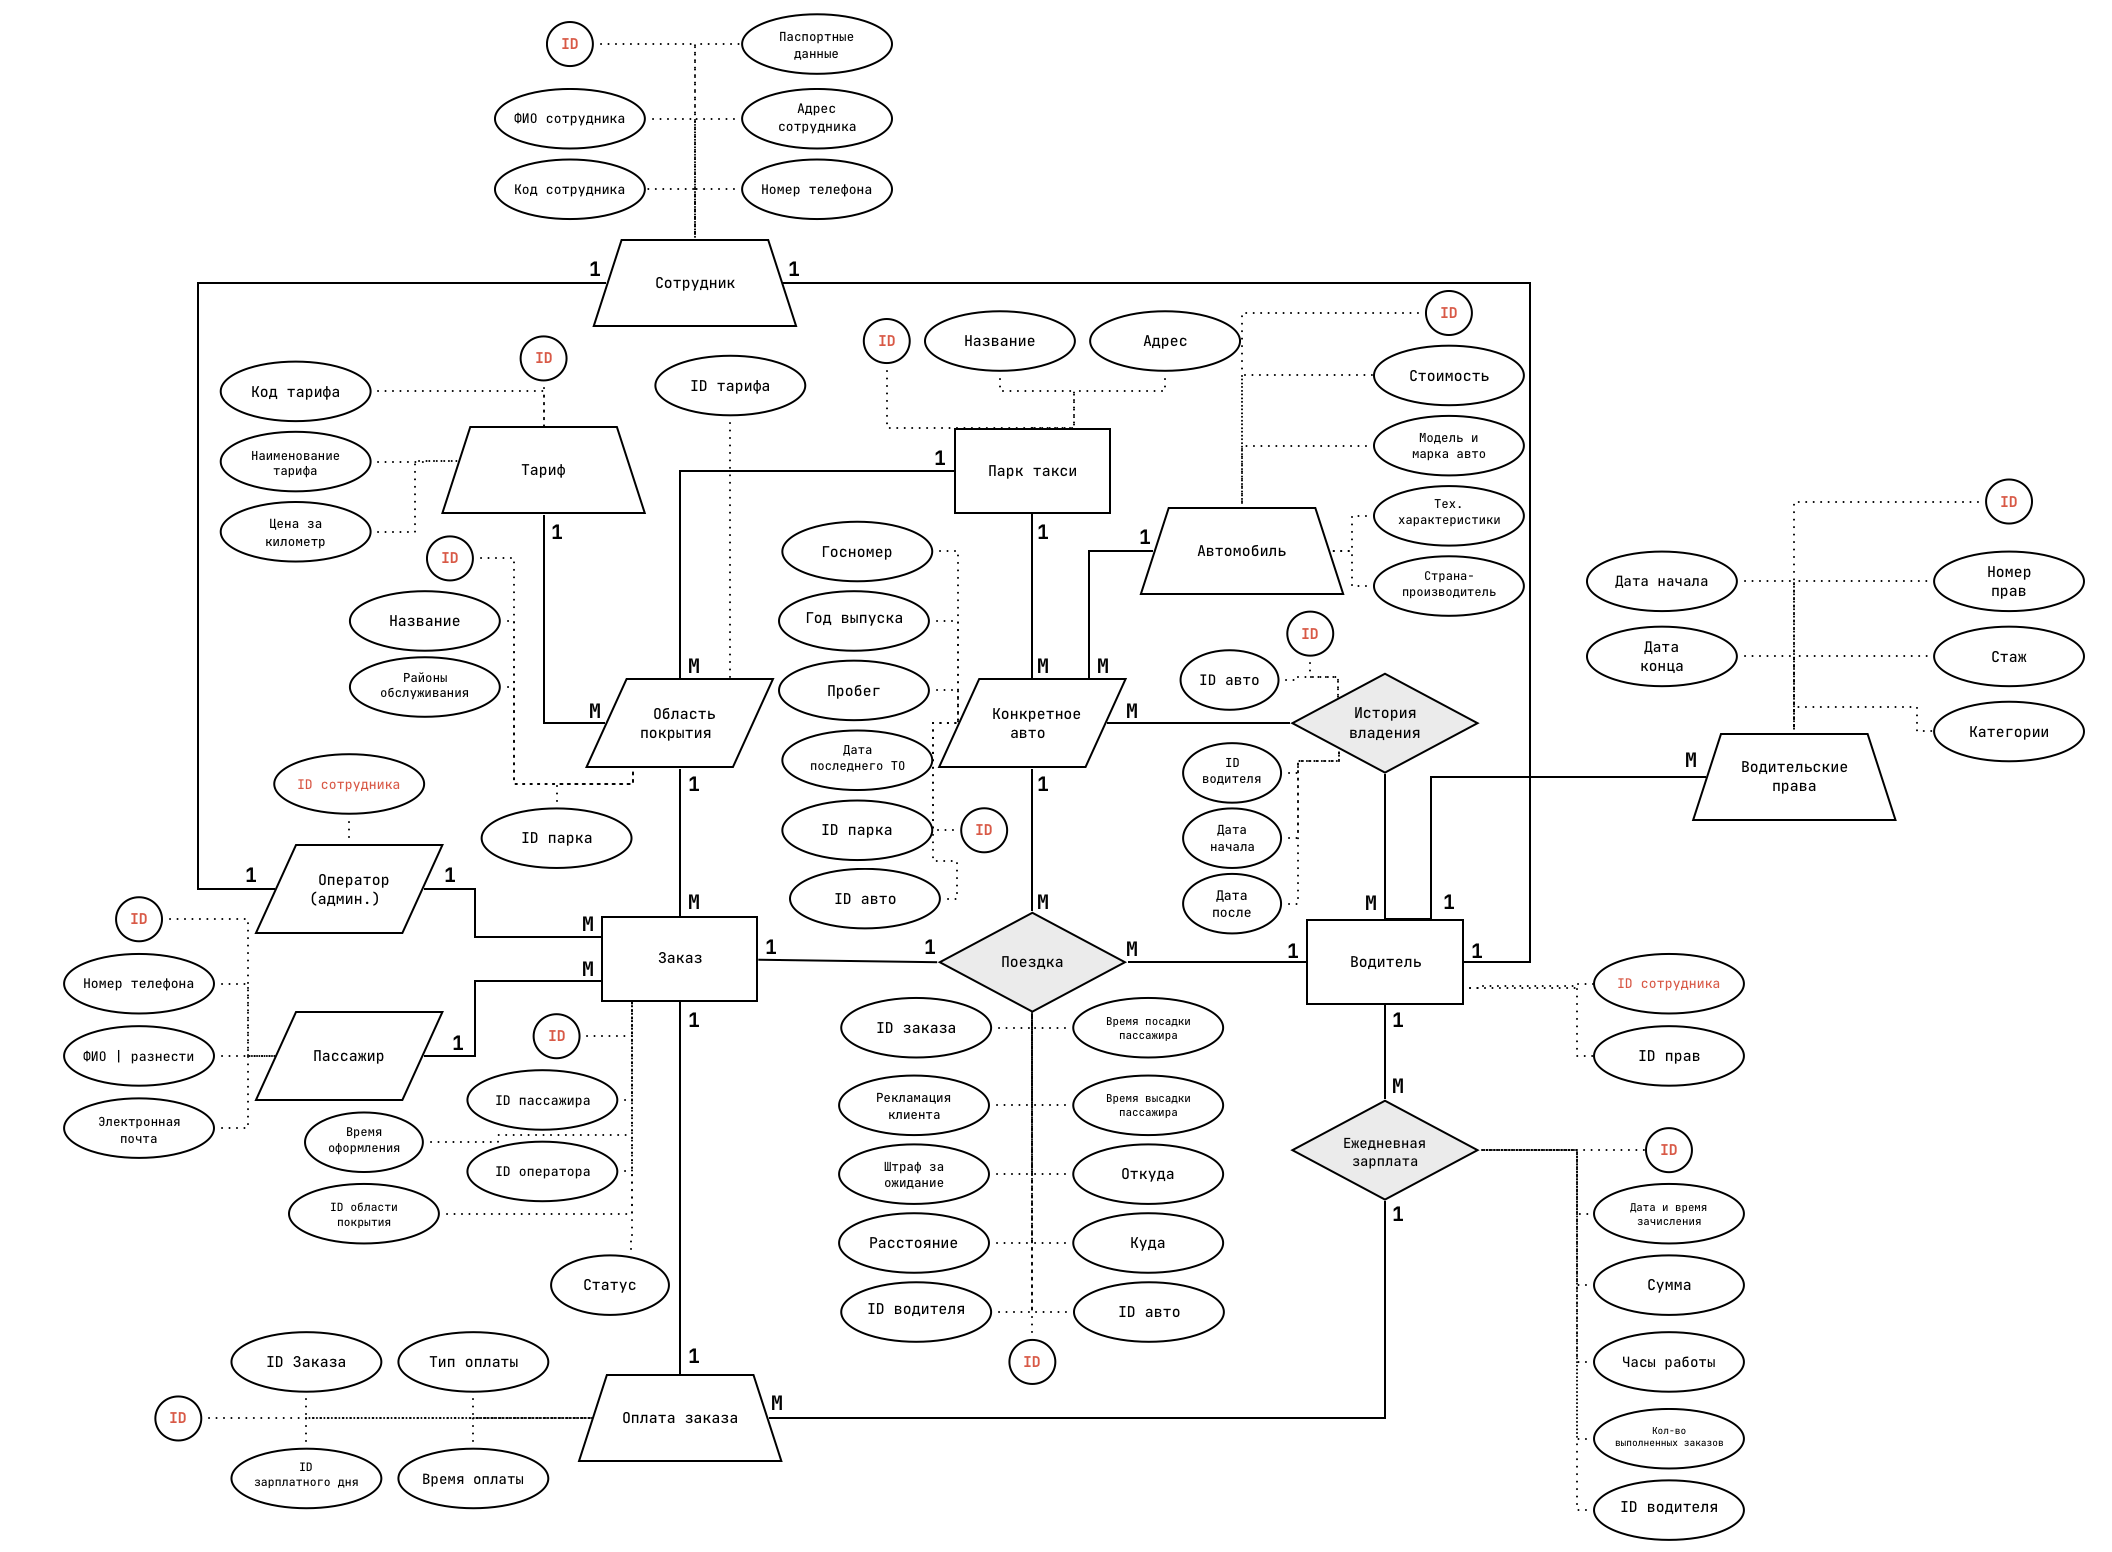 ID
Паспортные
данные
ФИО сотрудника
Адрес
сотрудника
Код сотрудника
Номер телефона
1
Сотрудник
1
ID
Название
Адрес
ID
ID
Код тарифа
ID тарифа
Стоимость
Наименование
тарифа
Тариф
1
Парк такси
Модель и
марка авто
Цена за
километр
1
1
1
Автомобиль
Тех.
характеристики
ID
Госномер
Страна-
производитель
ID
Дата начала
Номер
прав
Название
Год выпуска
ID
Дата
конца
Стаж
Районы
обслуживания
M
M
M
Пробег
ID авто
M
Область
покрытия
Конкретное
авто
M
История
владения
Категории
Дата
последнего ТО
ID
водителя
M
Водительские
права
ID сотрудника
1
1
ID парка
ID парка
ID
Дата
начала
1
Оператор
(админ.)
1
ID авто
Дата
после
M
M
M
1
ID
M
Заказ
1
1
Поездка
M
1
Водитель
1
Номер телефона
M
ID сотрудника
ФИО | разнести
Пассажир
1
ID
1
ID заказа
Время посадки
пассажира
1
ID прав
Электронная
почта
Время
оформления
ID пассажира
Рекламация
клиента
Время высадки
пассажира
M
ID оператора
Штраф за
ожидание
Откуда
Ежедневная
зарплата
ID
ID области
покрытия
Расстояние
Куда
1
Дата и время
зачисления
Статус
ID водителя
ID авто
Сумма
ID Заказа
Тип оплаты
1
ID
Часы работы
ID
Оплата заказа
M
Кол-во
выполненных заказов
ID
зарплатного дня
Время оплаты
ID водителя